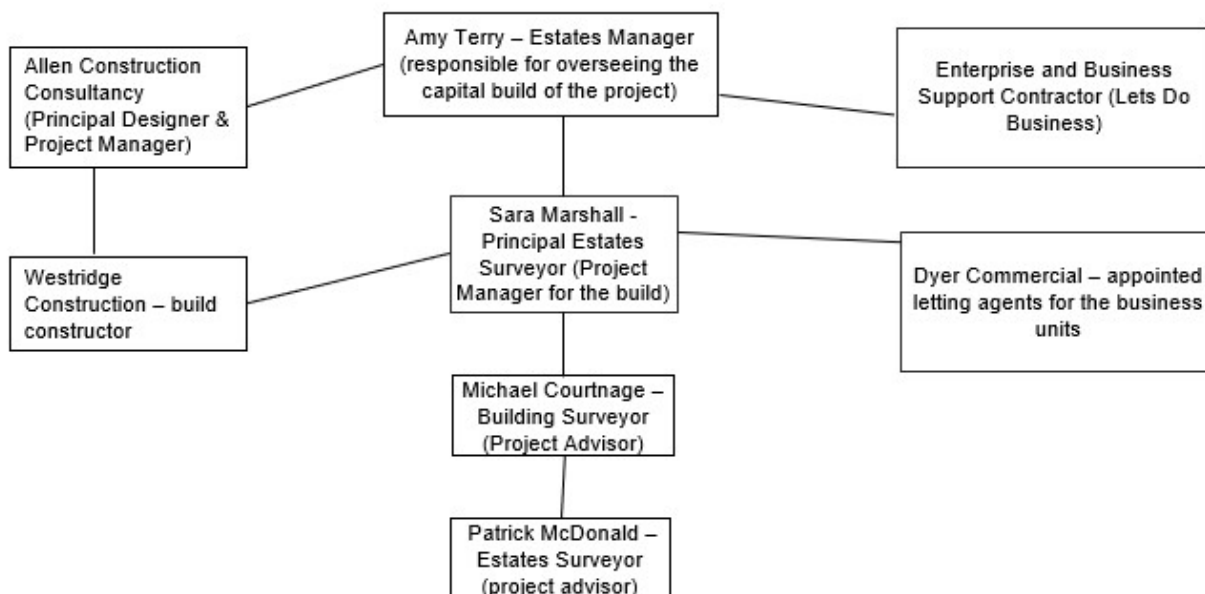 Amy Terry – Estates Manager
(responsible for overseeing the
capital build of the project)
Allen Construction
Consultancy
(Principal Designer &
Project Manager)
Enterprise and Business
Support Contractor (Lets Do
Business)
Sara Marshall -
Principal Estates
Surveyor (Project
Manager for the build)
Westridge
Construction – build
constructor
Dyer Commercial – appointed
letting agents for the business
units
Michael Courtnage –
Building Surveyor
(Project Advisor)
Patrick McDonald –
Estates Surveyor
(project advisor)